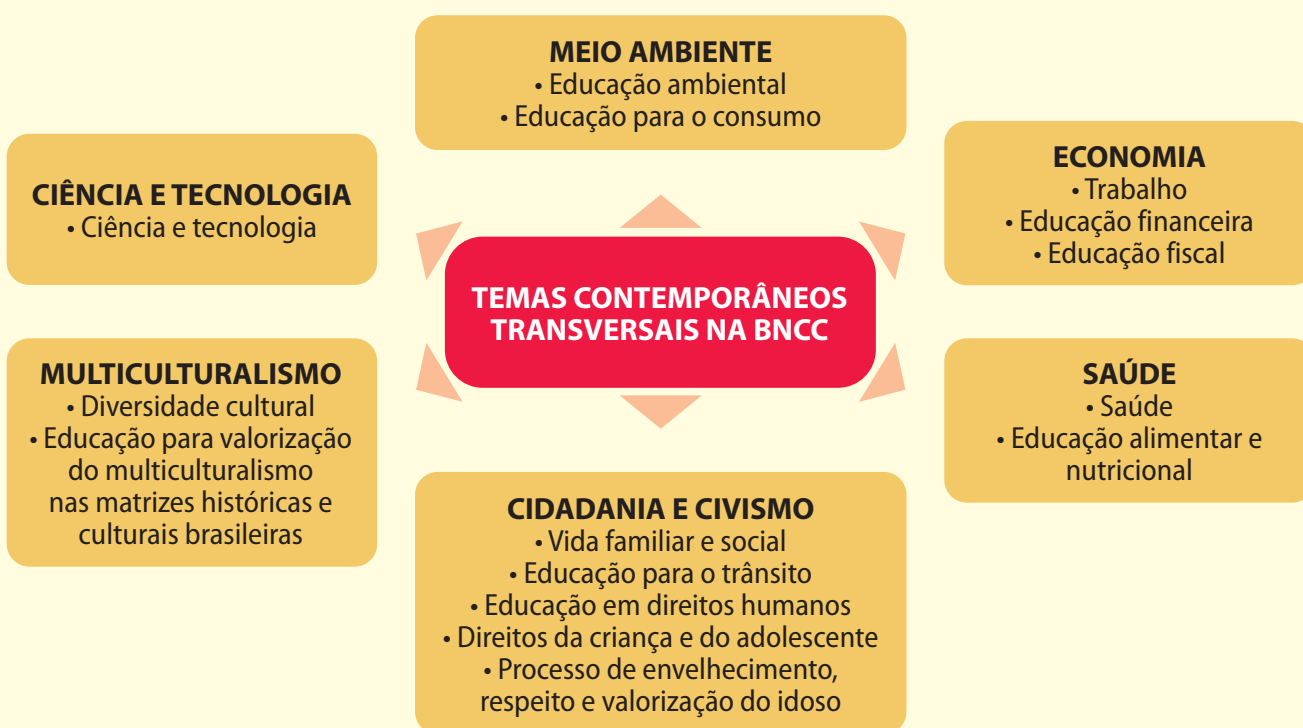 MEIO AMBIENTE
• Educação ambiental
• Educação para o consumo
CIÊNCIA E TECNOLOGIA
• Ciência e tecnologia
ECONOMIA
• Trabalho
• Educação financeira
• Educação fiscal
TEMAS CONTEMPORÂNEOS
TRANSVERSAIS NA BNCC
MULTICULTURALISMO
• Diversidade cultural
• Educação para valorização
do multiculturalismo
nas matrizes históricas e
culturais brasileiras
SAÚDE
• Saúde
• Educação alimentar e
nutricional
CIDADANIA E CIVISMO
• Vida familiar e social
• Educação para o trânsito
• Educação em direitos humanos
• Direitos da criança e do adolescente
• Processo de envelhecimento,
respeito e valorização do idoso